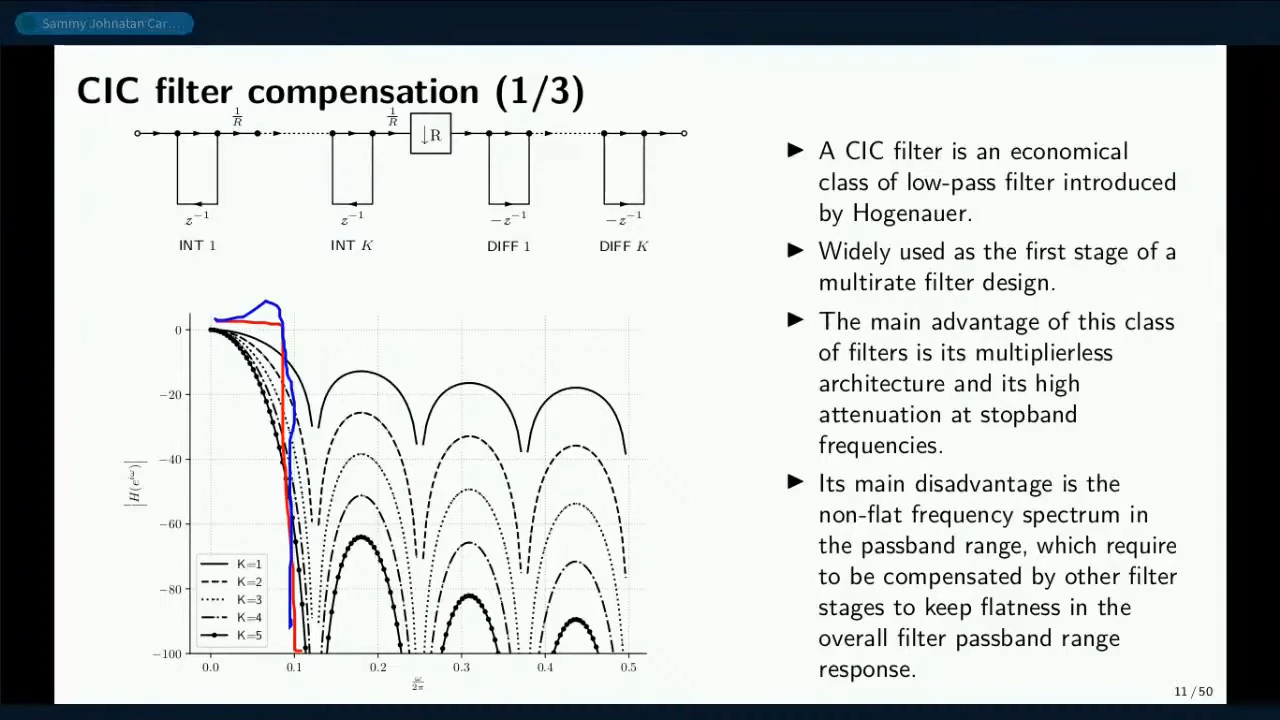 Sammy Johnatan Car....
CIC filter compensation (1/3)
1/R 1/R
↓R
z⁻¹ z⁻¹ −z⁻¹ −z⁻¹
INT 1 INT K DIFF 1 DIFF K
A CIC filter is an economical
class of low-pass filter introduced
by Hogenauer.
Widely used as the first stage of a
multirate filter design.
The main advantage of this class
of filters is its multiplierless
architecture and its high
attenuation at stopband
frequencies.
Its main disadvantage is the
non-flat frequency spectrum in
the passband range, which require
to be compensated by other filter
stages to keep flatness in the
overall filter passband range
response.
|H(e^{jω})|
0
−20
−40
−60
−80
−100
K=1
K=2
K=3
K=4
K=5
0.0 0.1 0.2 0.3 0.4 0.5
ω/2π
11 / 50